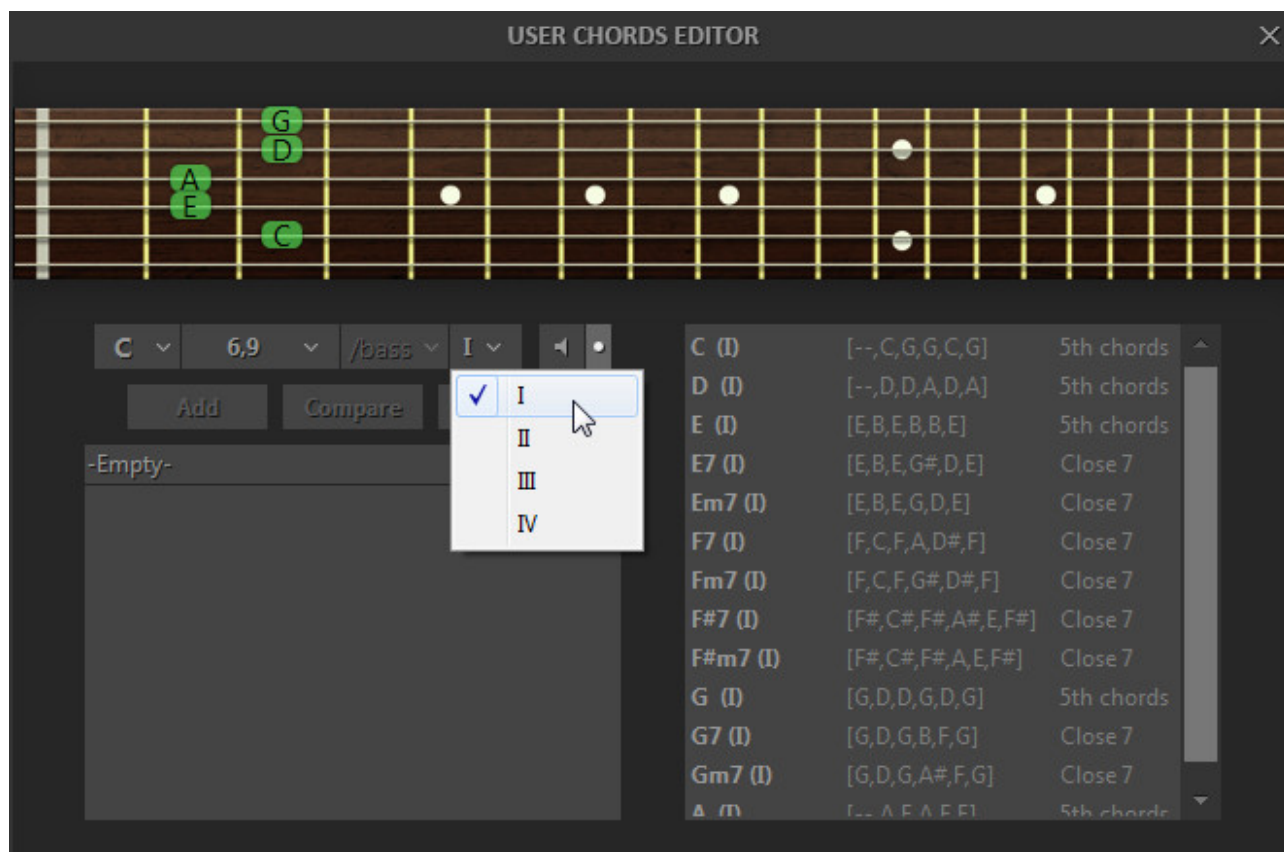 USER CHORDS EDITOR
G
D
A
E
C
C 6,9 /bass I
Add Compare
I
II
III
IV
-Empty-
C (I) [--,C,G,G,C,G] 5th chords
D (I) [--,D,D,A,D,A] 5th chords
E (I) [E,B,E,B,B,E] 5th chords
E7 (I) [E,B,E,G#,D,E] Close 7
Em7 (I) [E,B,E,G,D,E] Close 7
F7 (I) [F,C,F,A,D#,F] Close 7
Fm7 (I) [F,C,F,G#,D#,F] Close 7
F#7 (I) [F#,C#,F#,A#,E,F#] Close 7
F#m7 (I) [F#,C#,F#,A,E,F#] Close 7
G (I) [G,D,D,G,D,G] 5th chords
G7 (I) [G,D,G,B,F,G] Close 7
Gm7 (I) [G,D,G,A#,F,G] Close 7
A (I) 5th chords